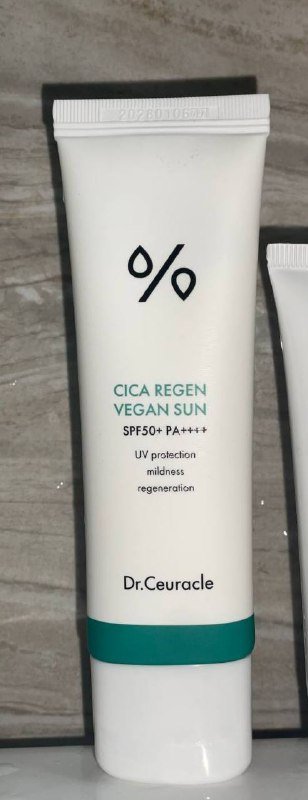 %
CICA REGEN
VEGAN SUN
SPF50+ PA++++
UV protection
mildness
regeneration
Dr.Ceuracle